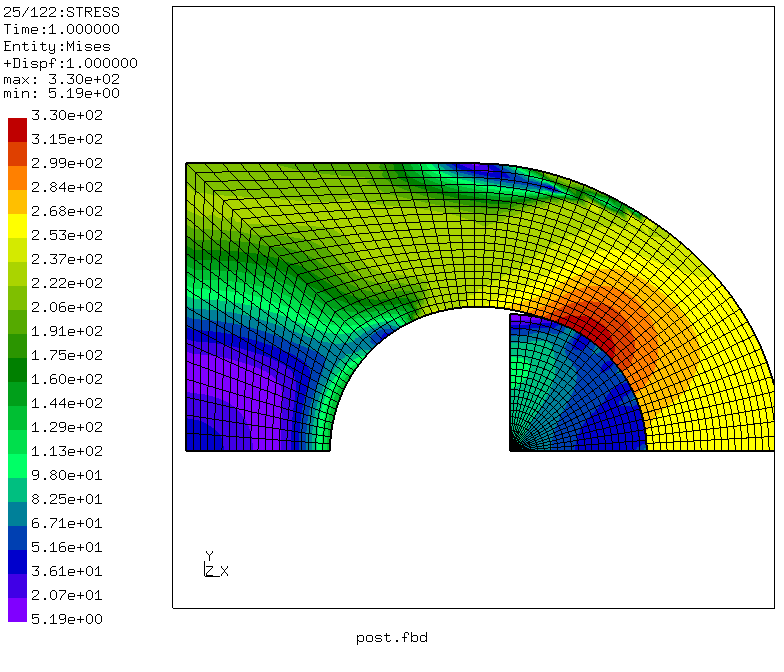 25/122:STRESS
Time:1.000000
Entity:Mises
+Dispf:1.000000
max: 3.30e+02
min: 5.19e+00
3.30e+02
3.15e+02
2.99e+02
2.84e+02
2.68e+02
2.53e+02
2.37e+02
2.22e+02
2.06e+02
1.91e+02
1.75e+02
1.60e+02
1.44e+02
1.29e+02
1.13e+02
9.80e+01
8.25e+01
6.71e+01
5.16e+01
3.61e+01
2.07e+01
5.19e+00
Y
Z X
post.fbd